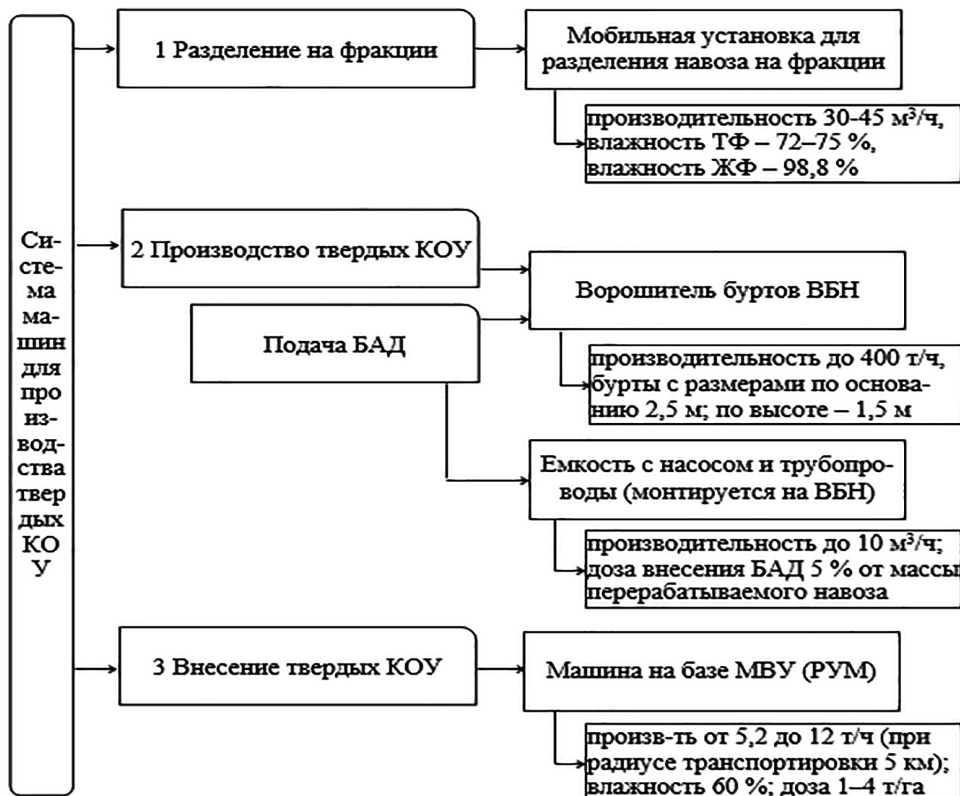 Си-
сте-
ма
ма-
шин
для
про
из-
вод-
ства
твер
дых
КО
У
1 Разделение на фракции
Мобильная установка для
разделения навоза на фракции
производительность 30-45 м³/ч,
влажность ТФ – 72–75 %,
влажность ЖФ – 98,8 %
2 Производство твердых КОУ
Ворошитель буртов ВБН
Подача БАД
производительность до 400 т/ч,
бурты с размерами по основа-
нию 2,5 м; по высоте – 1,5 м
Емкость с насосом и трубопро-
воды (монтируется на ВБН)
производительность до 10 м³/ч;
доза внесения БАД 5 % от массы
перерабатываемого навоза
3 Внесение твердых КОУ
Машина на базе МВУ (РУМ)
произв-ть от 5,2 до 12 т/ч (при
радиусе транспортировки 5 км);
влажность 60 %; доза 1–4 т/га